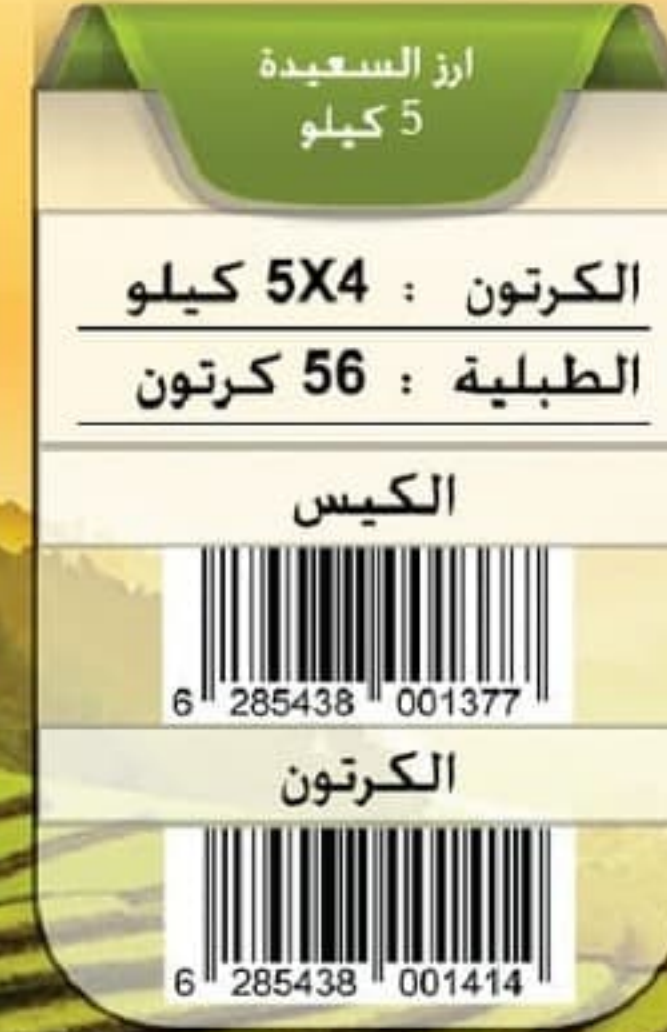 ارز السعيدة
5 كيلو
الكرتون : 5X4 كيلو
الطبلية : 56 كرتون
الكيس
6 285438 001377
الكرتون
6 285438 001414